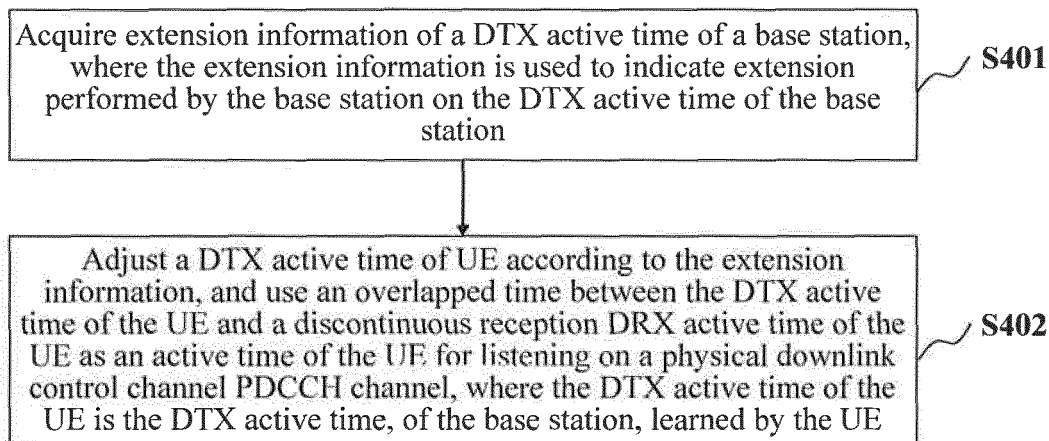 Acquire extension information of a DTX active time of a base station,
where the extension information is used to indicate extension
performed by the base station on the DTX active time of the base
station
S401
Adjust a DTX active time of UE according to the extension
information, and use an overlapped time between the DTX active
time of the UE and a discontinuous reception DRX active time of the
UE as an active time of the UE for listening on a physical downlink
control channel PDCCH channel, where the DTX active time of the
UE is the DTX active time, of the base station, learned by the UE
S402